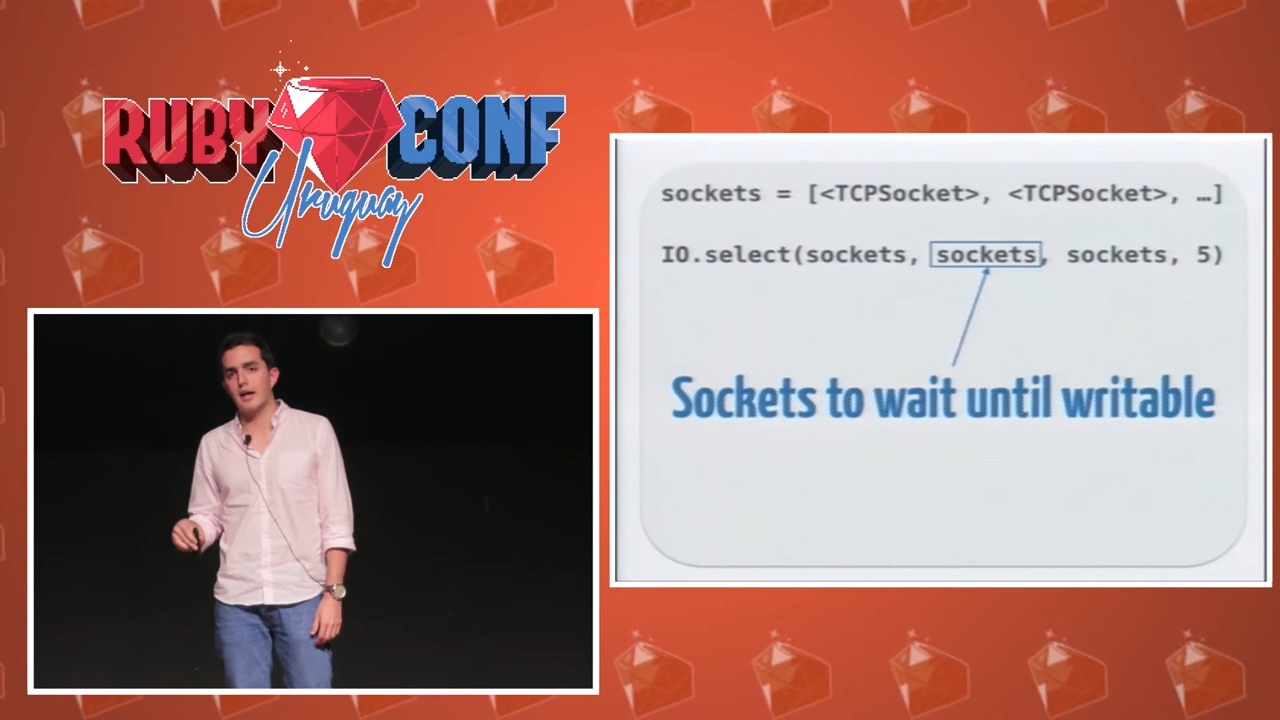 RUBY CONF
Uruguay
sockets = [<TCPSocket>, <TCPSocket>, …]
IO.select(sockets, sockets, sockets, 5)
Sockets to wait until writable